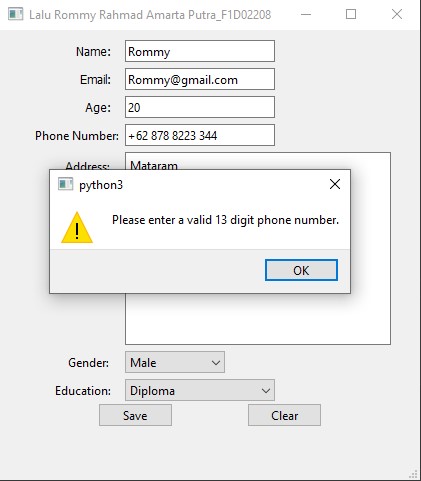 Lalu Rommy Rahmad Amarta Putra_F1D02208
Name: Rommy
Email: Rommy@gmail.com
Age: 20
Phone Number: +62 878 8223 344
Address: Mataram
python3
Please enter a valid 13 digit phone number.
OK
Gender: Male
Education: Diploma
Save Clear